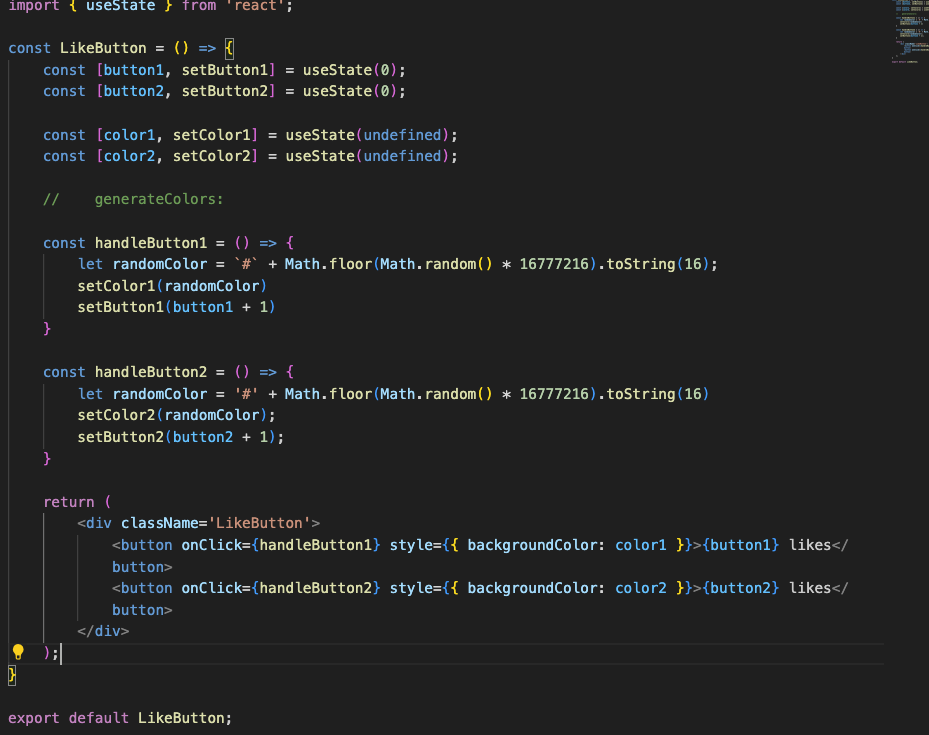 import { useState } from 'react';
const LikeButton = () => {
const [button1, setButton1] = useState(0);
const [button2, setButton2] = useState(0);
const [color1, setColor1] = useState(undefined);
const [color2, setColor2] = useState(undefined);
//    generateColors:
const handleButton1 = () => {
let randomColor = `#` + Math.floor(Math.random() * 16777216).toString(16);
setColor1(randomColor)
setButton1(button1 + 1)
}
const handleButton2 = () => {
let randomColor = '#' + Math.floor(Math.random() * 16777216).toString(16)
setColor2(randomColor);
setButton2(button2 + 1);
}
return (
<div className='LikeButton'>
<button onClick={handleButton1} style={{ backgroundColor: color1 }}>{button1} likes</
button>
<button onClick={handleButton2} style={{ backgroundColor: color2 }}>{button2} likes</
button>
</div>
);
}
export default LikeButton;